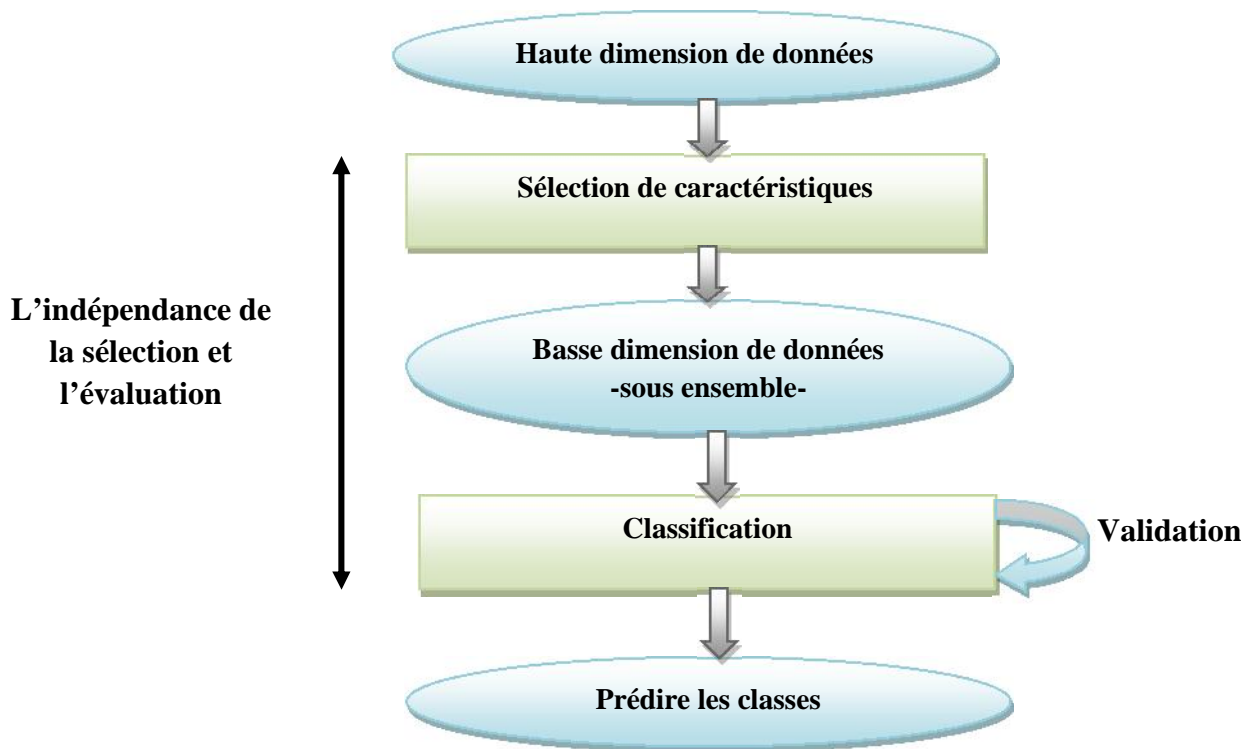 Haute dimension de données
Sélection de caractéristiques
L’indépendance de
la sélection et
l’évaluation
Basse dimension de données
-sous ensemble-
Classification
Validation
Prédire les classes